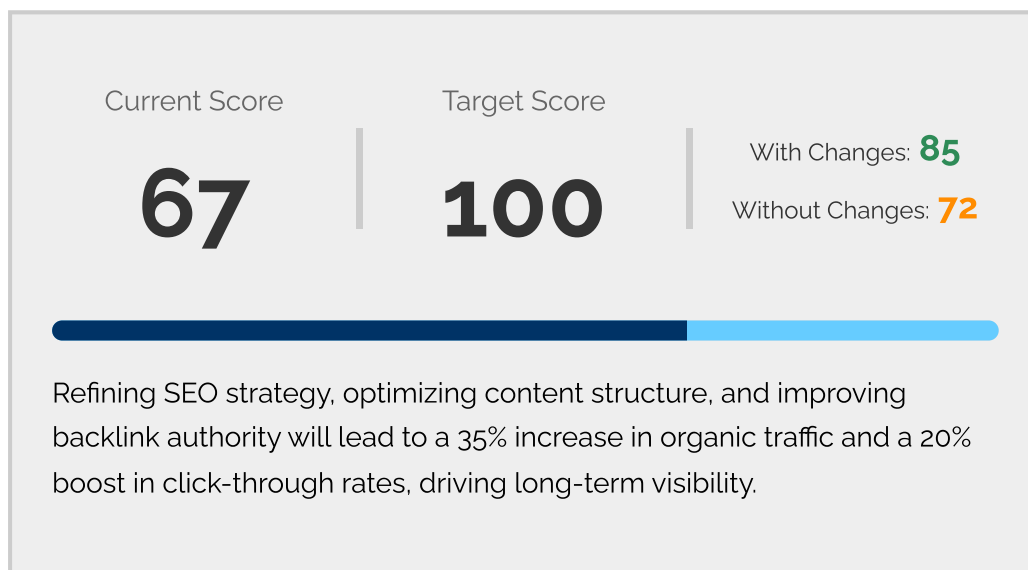 Current Score
67
Target Score
100
With Changes: 85
Without Changes: 72
Refining SEO strategy, optimizing content structure, and improving
backlink authority will lead to a 35% increase in organic traffic and a 20%
boost in click-through rates, driving long-term visibility.